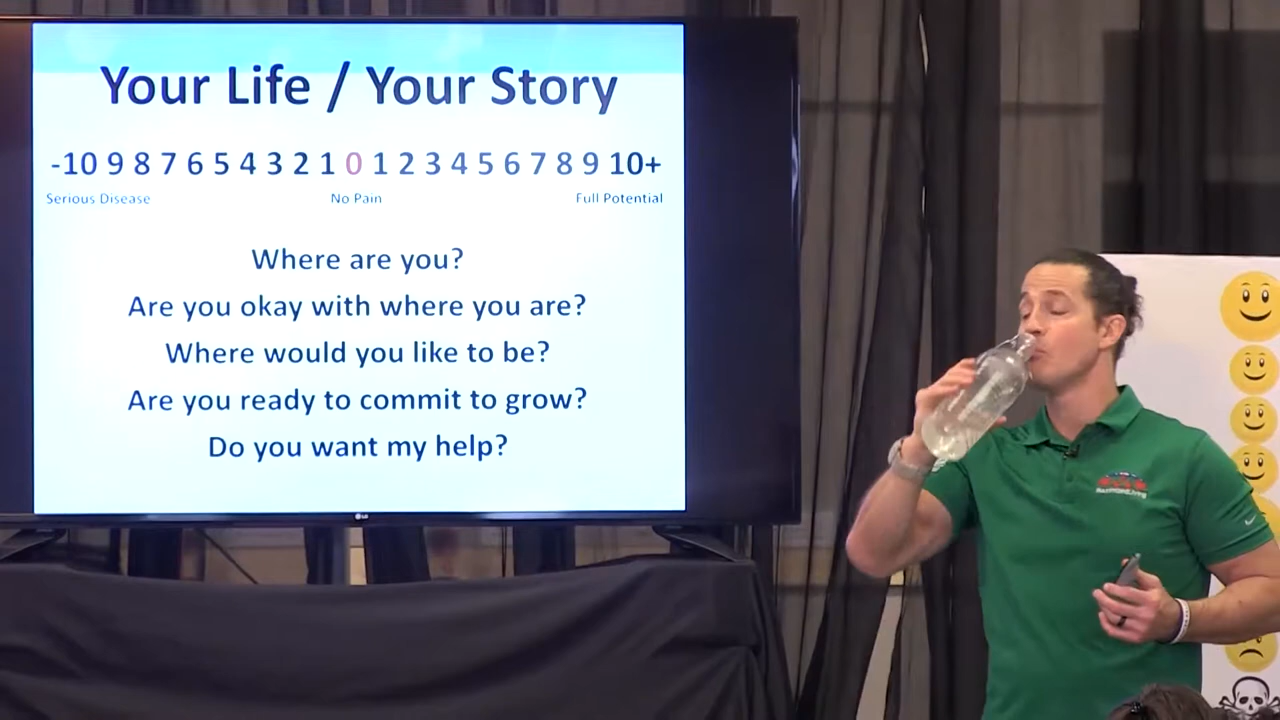 Your Life / Your Story
-10 9 8 7 6 5 4 3 2 1 0 1 2 3 4 5 6 7 8 9 10+
Serious Disease No Pain Full Potential
Where are you?
Are you okay with where you are?
Where would you like to be?
Are you ready to commit to grow?
Do you want my help?
LG